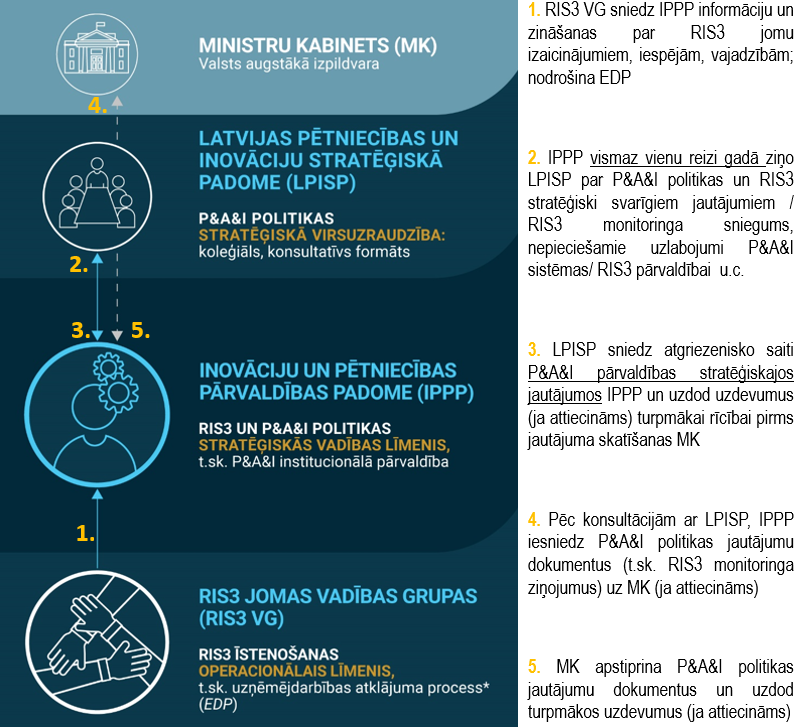 MINISTRU KABINETS (MK)
Valsts augstākā izpildvara
4.
LATVIJAS PĒTNIECĪBAS UN
INOVĀCIJU STRATĒĢISKĀ
PADOME (LPISP)
P&A&I POLITIKAS
STRATĒĢISKĀ VIRSUZRAUDZĪBA:
koleģiāls, konsultatīvs formāts
2.
3.
5.
INOVĀCIJU UN PĒTNIECĪBAS
PĀRVALDĪBAS PADOME (IPPP)
RIS3 UN P&A&I POLITIKAS
STRATĒĢISKĀS VADĪBAS LĪMENIS,
t.sk. P&A&I institucionālā pārvaldība
1.
RIS3 JOMAS VADĪBAS GRUPAS
(RIS3 VG)
RIS3 ĪSTENOŠANAS
OPERACIONĀLAIS LĪMENIS,
t.sk. uzņēmējdarbības atklājuma process*
(EDP)
1. RIS3 VG sniedz IPPP informāciju un
zināšanas par RIS3 jomu
izaicinājumiem, iespējām, vajadzībām;
nodrošina EDP
2. IPPP vismaz vienu reizi gadā ziņo
LPISP par P&A&I politikas un RIS3
stratēģiski svarīgiem jautājumiem /
RIS3 monitoringa sniegums,
nepieciešamie uzlabojumi P&A&I
sistēmas/ RIS3 pārvaldībai u.c.
3. LPISP sniedz atgriezenisko saiti
P&A&I pārvaldības stratēģiskajos
jautājumos IPPP un uzdod uzdevumus
(ja attiecināms) turpmākai rīcībai pirms
jautājuma skatīšanas MK
4. Pēc konsultācijām ar LPISP, IPPP
iesniedz P&A&I politikas jautājumu
dokumentus (t.sk. RIS3 monitoringa
ziņojumus) uz MK (ja attiecināms)
5. MK apstiprina P&A&I politikas
jautājumu dokumentus un uzdod
turpmākos uzdevumus (ja attiecināms)